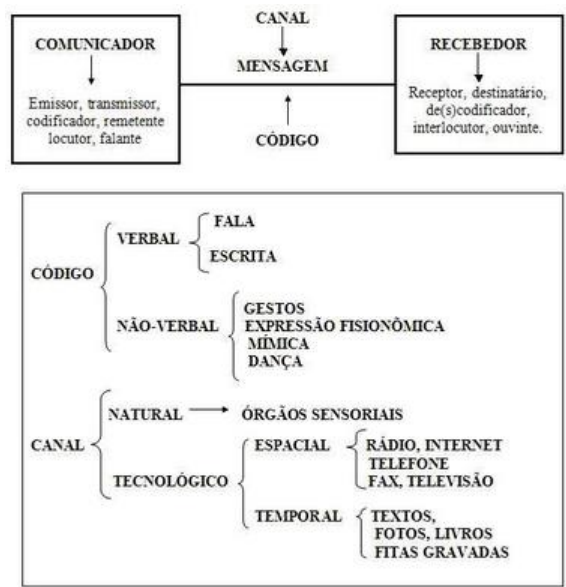 CANAL
COMUNICADOR
RECEBEDOR
MENSAGEM
Emissor, transmissor,
codificador, remetente
locutor, falante
Receptor, destinatário,
de(s)codificador,
interlocutor, ouvinte.
CÓDIGO
CÓDIGO
VERBAL
FALA
ESCRITA
NÃO-VERBAL
GESTOS
EXPRESSÃO FISIONÔMICA
MÍMICA
DANÇA
CANAL
NATURAL
ÓRGÃOS SENSORIAIS
TECNOLÓGICO
ESPACIAL
RÁDIO, INTERNET
TELEFONE
FAX, TELEVISÃO
TEMPORAL
TEXTOS,
FOTOS, LIVROS
FITAS GRAVADAS